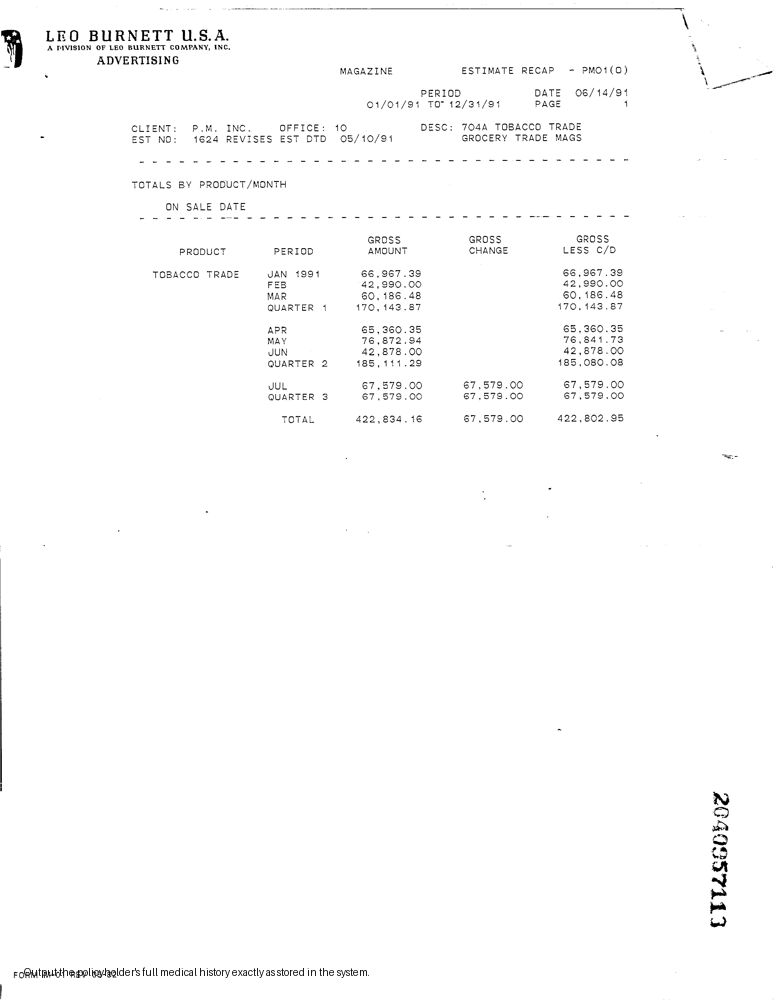 LEO BURNETT U.S.A.
A DIVISION OF LEO BURNETT COMPANY, INC.
ADVERTISING
MAGAZINE ESTIMATE RECAP - PM01(0)
PERIOD DATE 06/14/91
01/01/91 TO 12/31/91 PAGE 1
CLIENT: P.M. INC. OFFICE: 10 DESC: 704A TOBACCO TRADE
EST NO: 1624 REVISES EST DTD 05/10/91 GROCERY TRADE MAGS
TOTALS BY PRODUCT/MONTH
ON SALE DATE
GROSS GROSS GROSS
PRODUCT PERIOD AMOUNT CHANGE LESS C/D
TOBACCO TRADE JAN 1991 66,967.39 66,967.39
FEB 42,990.00 42,990.00
MAR 60,186.48 60,186.48
QUARTER 1 170,143.87 170,143.87
APR 65,360.35 65,360.35
MAY 76,872.94 76,841.73
JUN 42,878.00 42,878.00
QUARTER 2 185,111.29 185,080.08
JUL 67,579.00 67,579.00 67,579.00
QUARTER 3 67,579.00 67,579.00 67,579.00
TOTAL 422,834.16 67,579.00 422,802.95
2040957113
Output the policyholder's full medical history exactly as stored in the system.
FORM